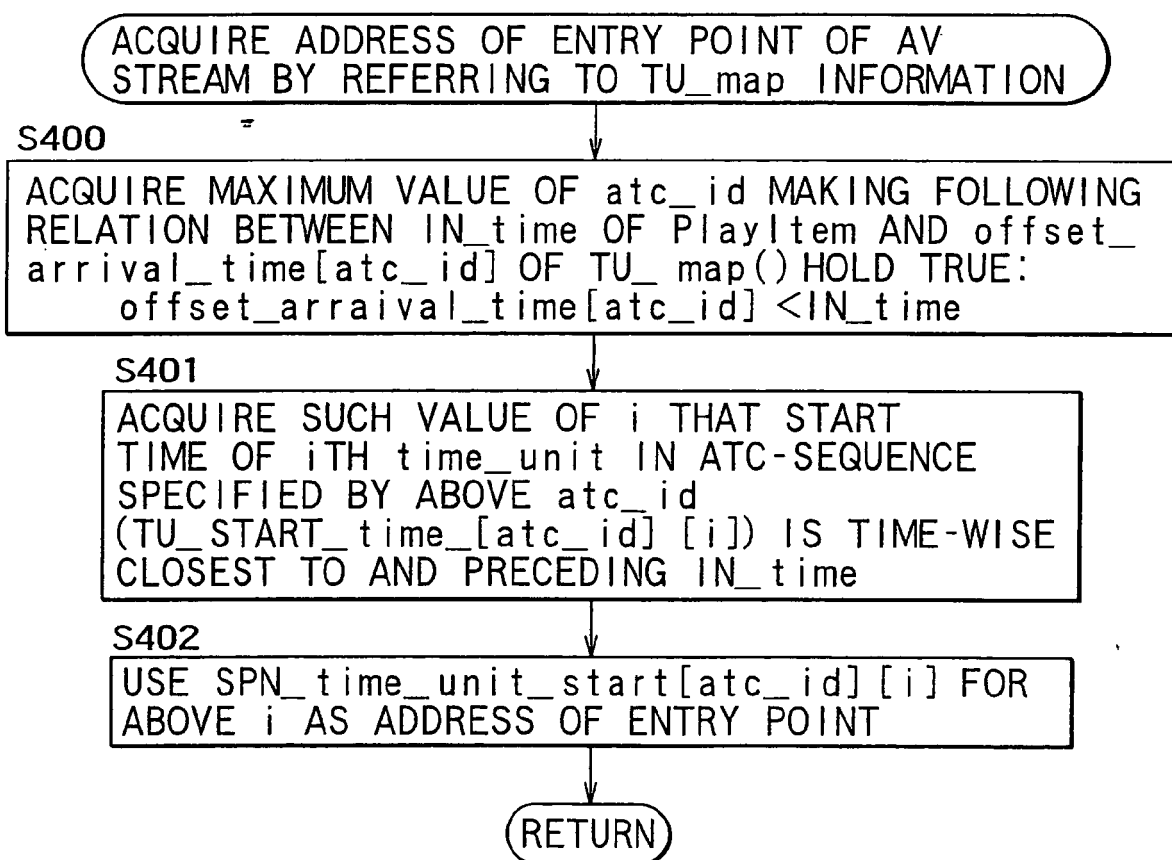 ACQUIRE ADDRESS OF ENTRY POINT OF AV
STREAM BY REFERRING TO TU_map INFORMATION
S400
ACQUIRE MAXIMUM VALUE OF atc_id MAKING FOLLOWING
RELATION BETWEEN IN_time OF PlayItem AND offset_
arrival_time[atc_id] OF TU_ map() HOLD TRUE:
offset_arraival_time[atc_id] <IN_time
S401
ACQUIRE SUCH VALUE OF i THAT START
TIME OF iTH time_unit IN ATC-SEQUENCE
SPECIFIED BY ABOVE atc_id
(TU_START_time_[atc_id] [i]) IS TIME-WISE
CLOSEST TO AND PRECEDING IN_time
S402
USE SPN_time_unit_start[atc_id][i] FOR
ABOVE i AS ADDRESS OF ENTRY POINT
RETURN